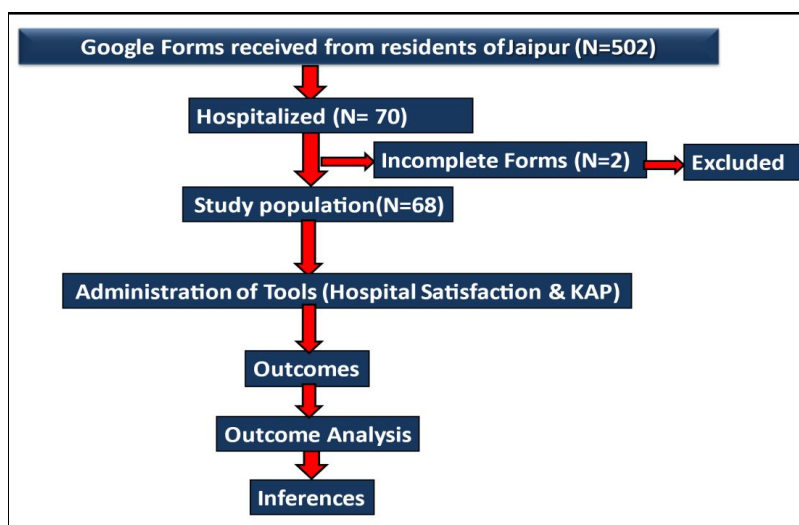 Google Forms received from residents ofJaipur (N=502)
Hospitalized (N= 70)
Incomplete Forms (N=2)
Excluded
Study population(N=68)
Administration of Tools (Hospital Satisfaction & KAP)
Outcomes
Outcome Analysis
Inferences